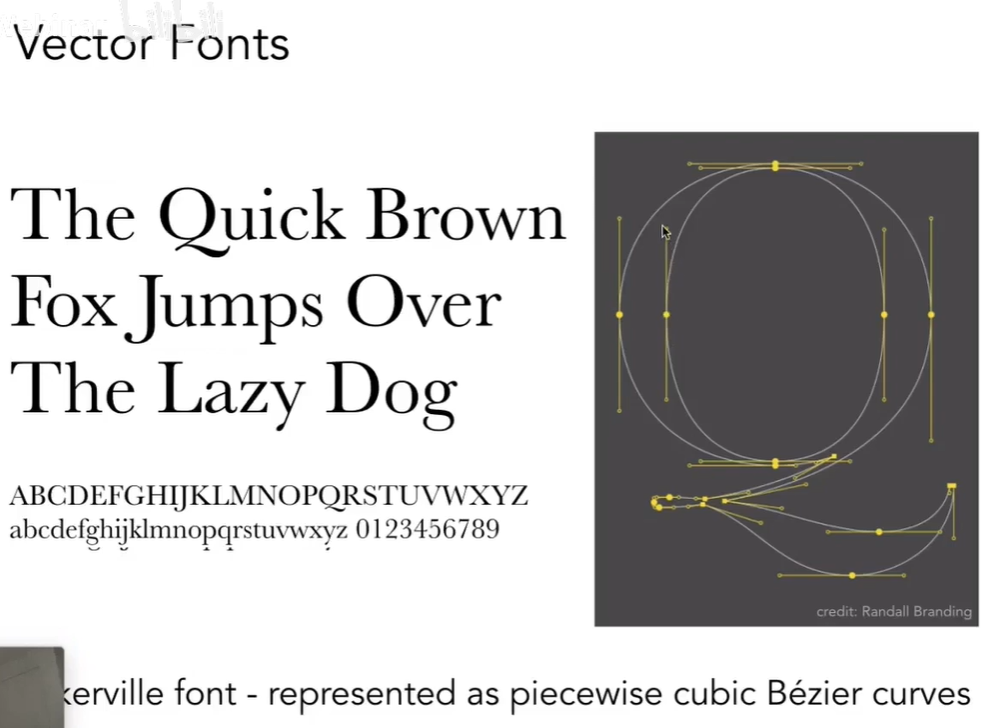 Vector Fonts
The Quick Brown
Fox Jumps Over
The Lazy Dog
ABCDEFGHIJKLMNOPQRSTUVWXYZ
abcdefghijklmnopqrstuvwxyz 0123456789
credit: Randall Branding
kerville font - represented as piecewise cubic Bézier curves